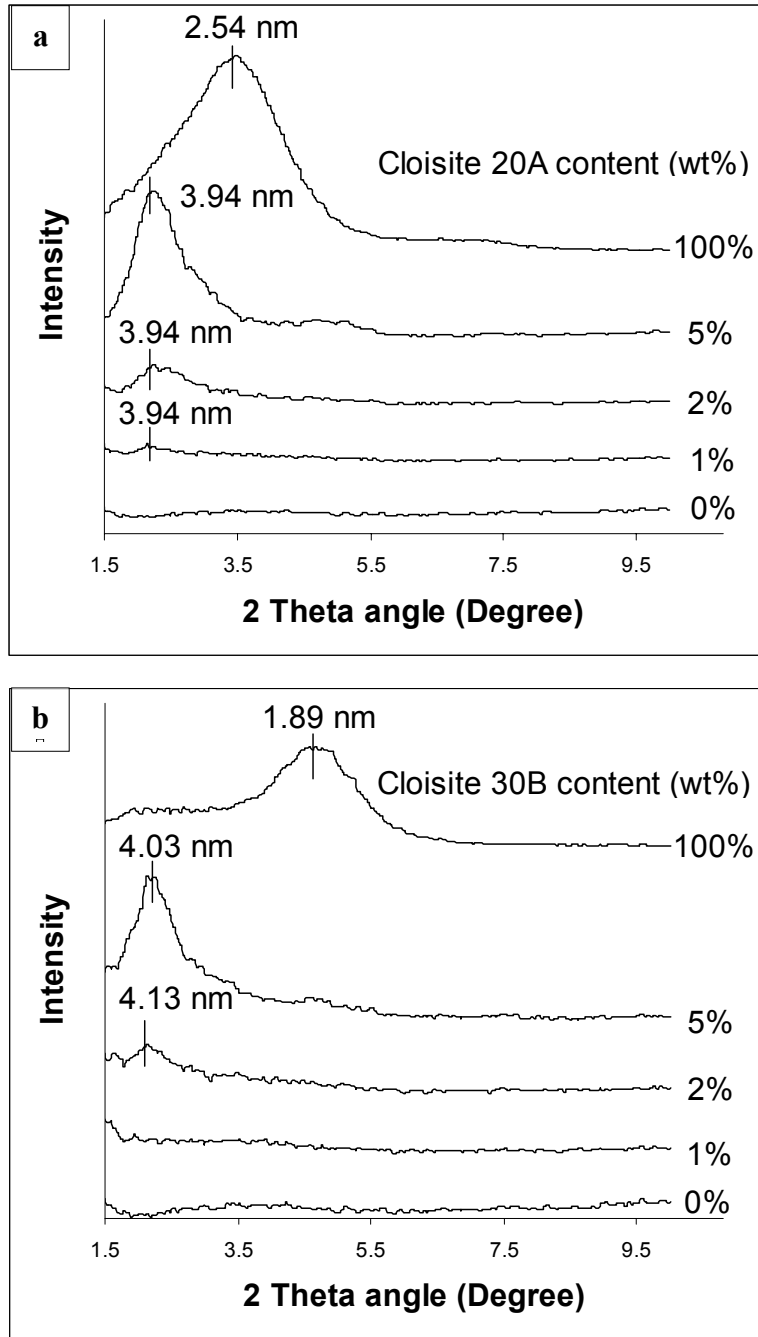 a
2.54 nm
Cloisite 20A content (wt%)
3.94 nm
100%
5%
3.94 nm
2%
3.94 nm
1%
0%
Intensity
1.5 3.5 5.5 7.5 9.5
2 Theta angle (Degree)
b
1.89 nm
Cloisite 30B content (wt%)
100%
4.03 nm
5%
4.13 nm
2%
1%
0%
Intensity
1.5 3.5 5.5 7.5 9.5
2 Theta angle (Degree)